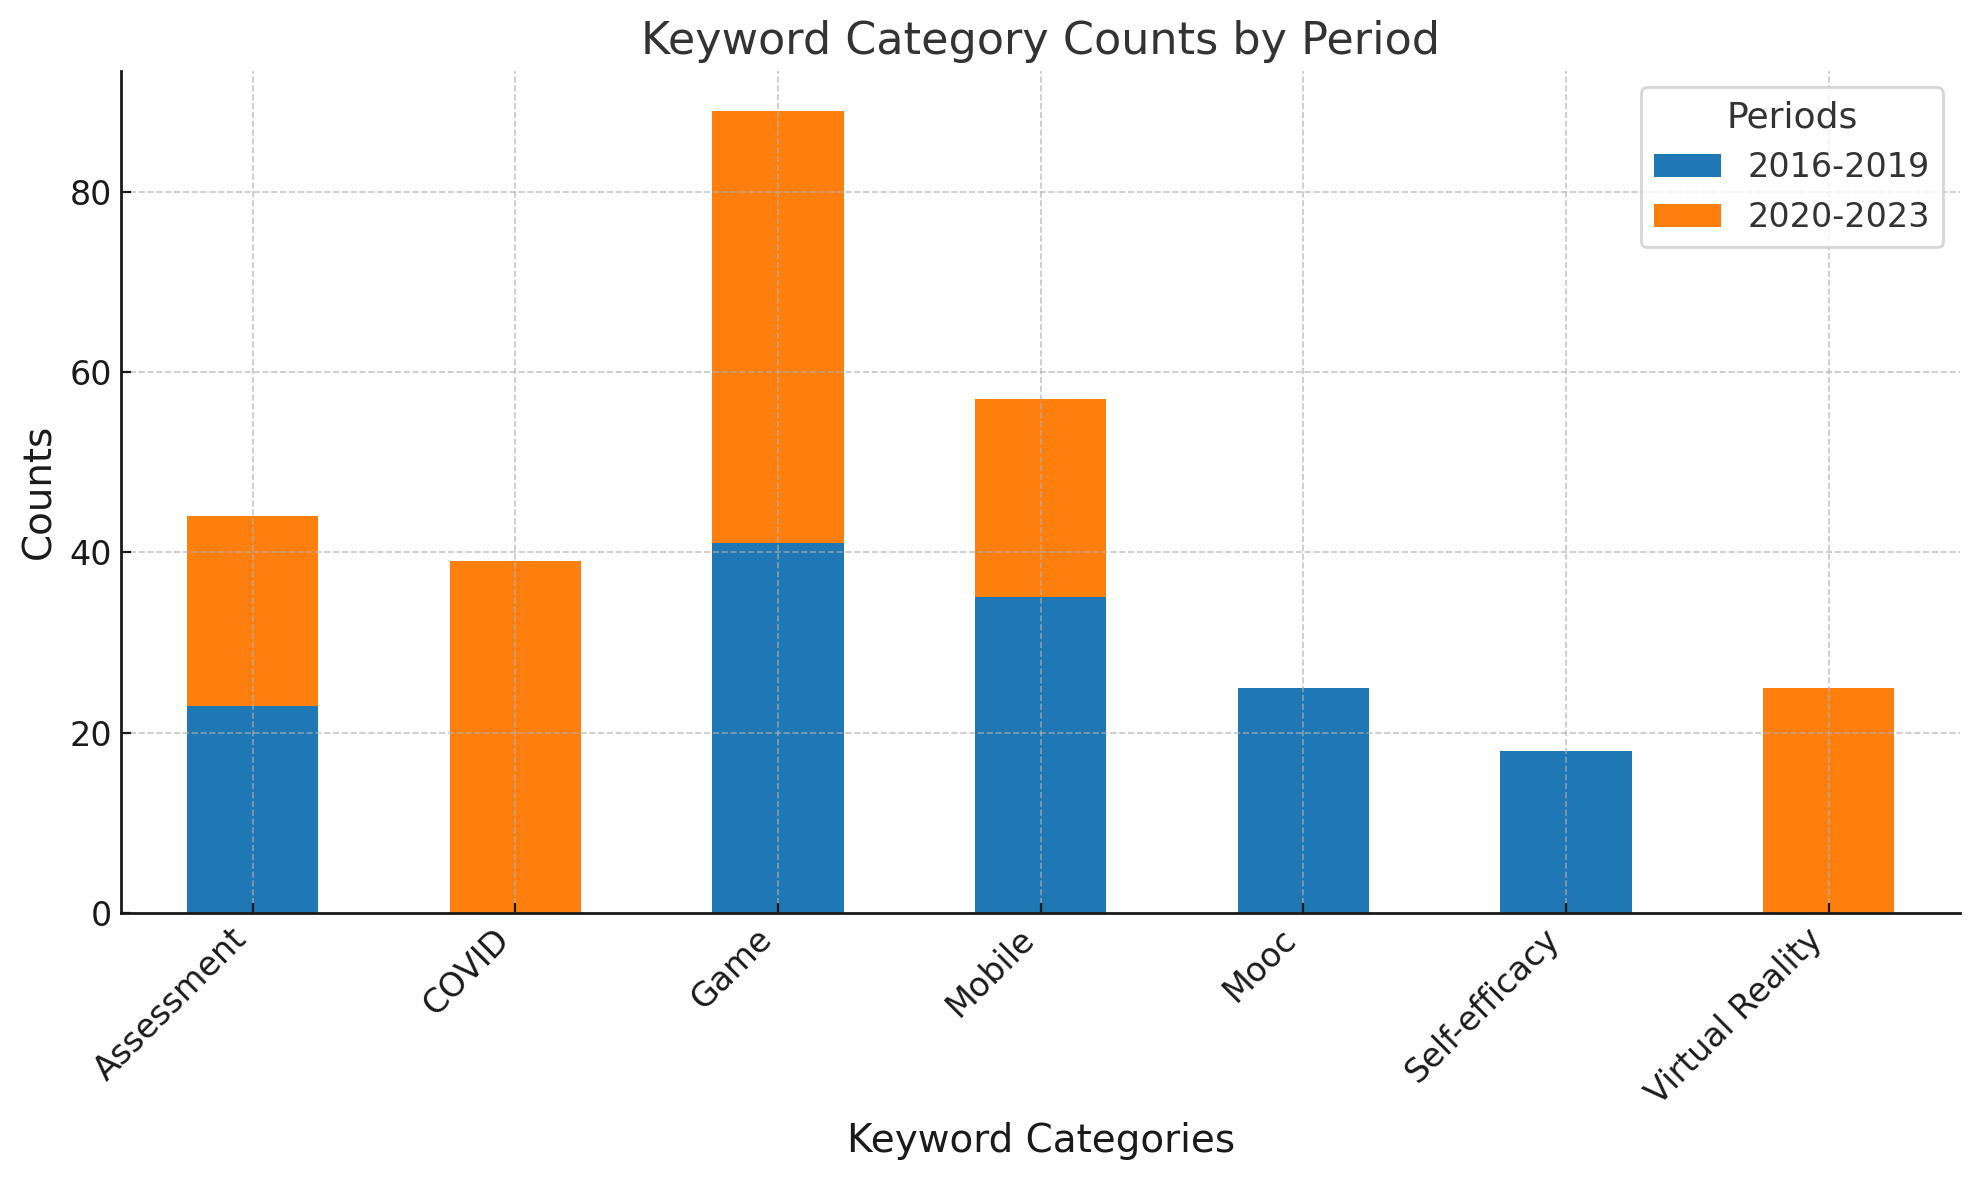 Keyword Category Counts by Period
Periods
2016-2019
2020-2023
Counts
80
60
40
20
0
Assessment
COVID
Game
Mobile
Mooc
Self-efficacy
Virtual Reality
Keyword Categories